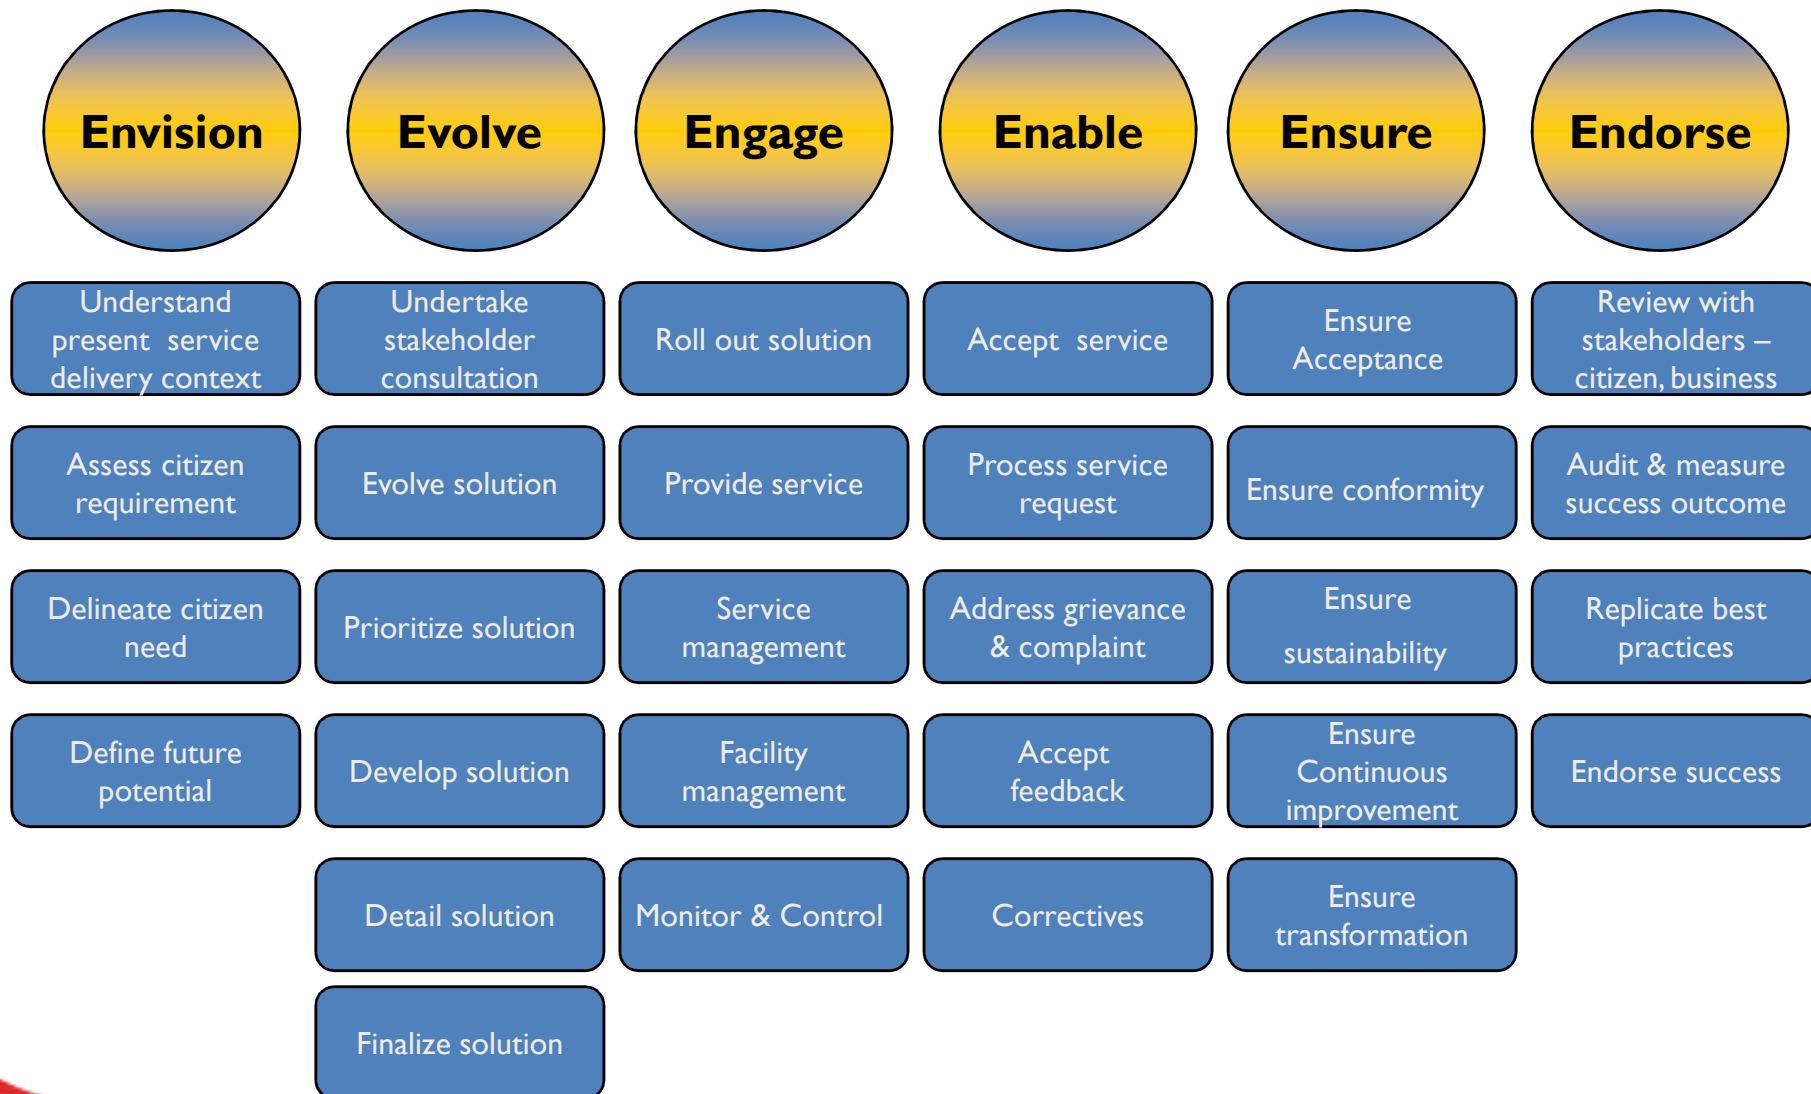 Envision
Evolve
Engage
Enable
Ensure
Endorse
Understand
present service
delivery context
Assess citizen
requirement
Delineate citizen
need
Define future
potential
Undertake
stakeholder
consultation
Evolve solution
Prioritize solution
Develop solution
Detail solution
Finalize solution
Roll out solution
Provide service
Service
management
Facility
management
Monitor & Control
Accept service
Process service
request
Address grievance
& complaint
Accept
feedback
Correctives
Ensure
Acceptance
Ensure conformity
Ensure
sustainability
Ensure
Continuous
improvement
Ensure
transformation
Review with
stakeholders –
citizen, business
Audit & measure
success outcome
Replicate best
practices
Endorse success